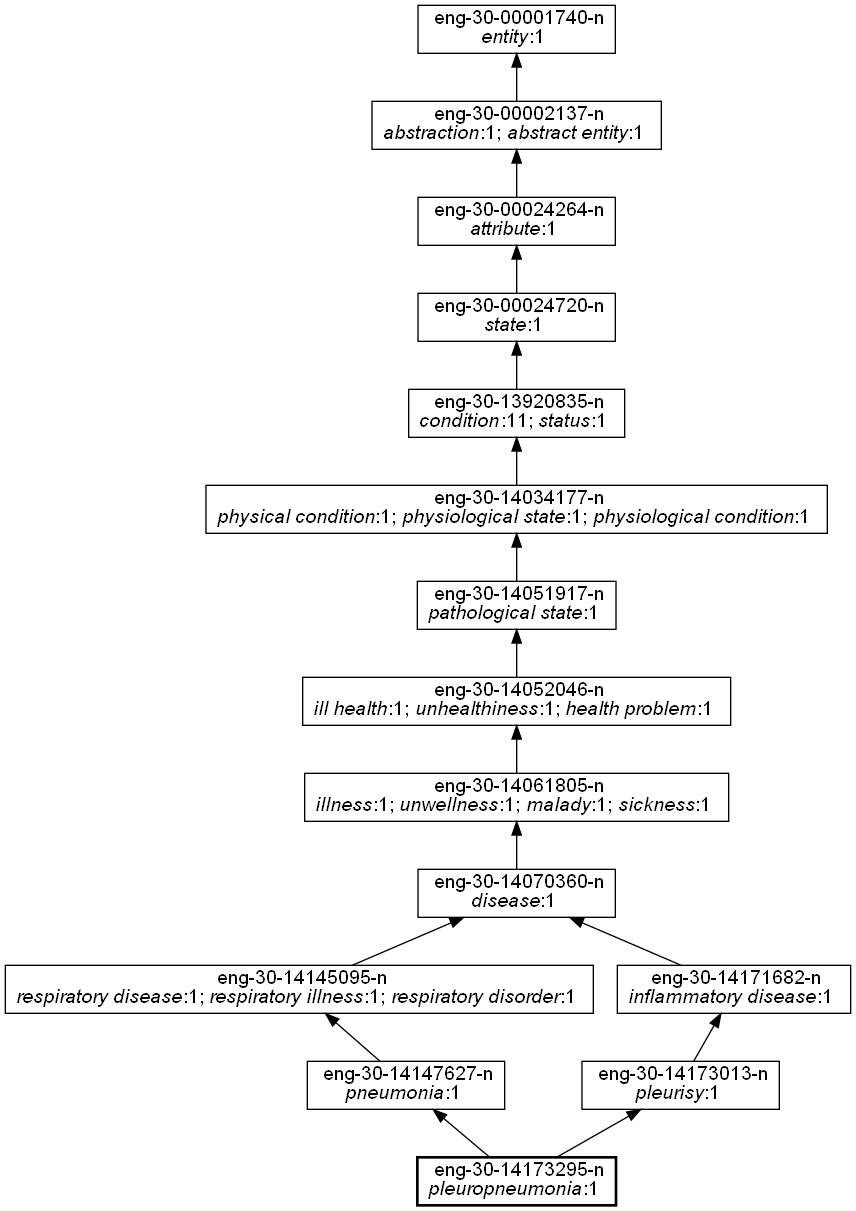 eng-30-00001740-n
entity:1
eng-30-00002137-n
abstraction:1; abstract entity:1
eng-30-00024264-n
attribute:1
eng-30-00024720-n
state:1
eng-30-13920835-n
condition:11; status:1
eng-30-14034177-n
physical condition:1; physiological state:1; physiological condition:1
eng-30-14051917-n
pathological state:1
eng-30-14052046-n
ill health:1; unhealthiness:1; health problem:1
eng-30-14061805-n
illness:1; unwellness:1; malady:1; sickness:1
eng-30-14070360-n
disease:1
eng-30-14145095-n
respiratory disease:1; respiratory illness:1; respiratory disorder:1
eng-30-14171682-n
inflammatory disease:1
eng-30-14147627-n
pneumonia:1
eng-30-14173013-n
pleurisy:1
eng-30-14173295-n
pleuropneumonia:1